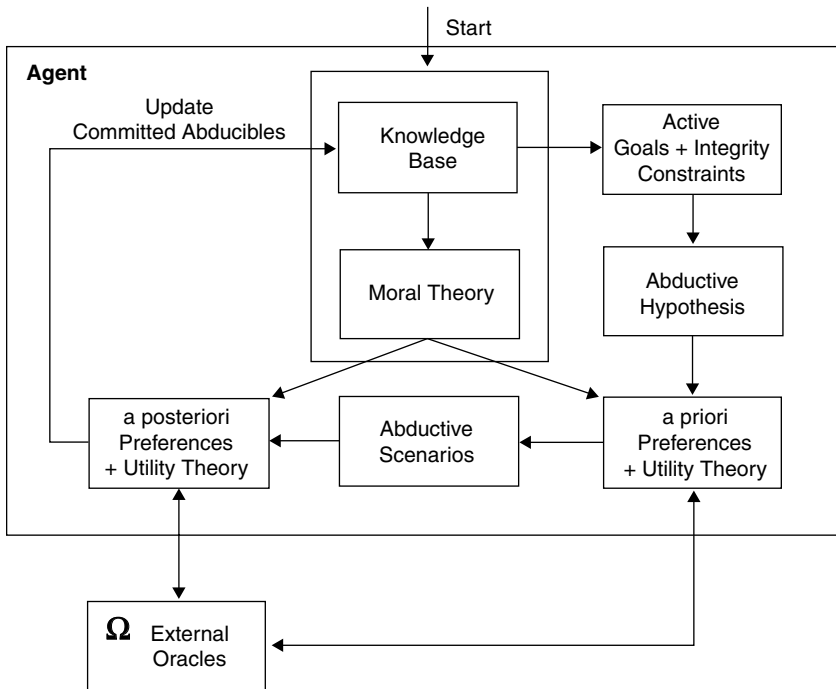 Start
Agent
Update
Committed Abducibles
Knowledge
Base
Active
Goals + Integrity
Constraints
Moral Theory
Abductive
Hypothesis
a posteriori
Preferences
+ Utility Theory
Abductive
Scenarios
a priori
Preferences
+ Utility Theory
Ω External
Oracles